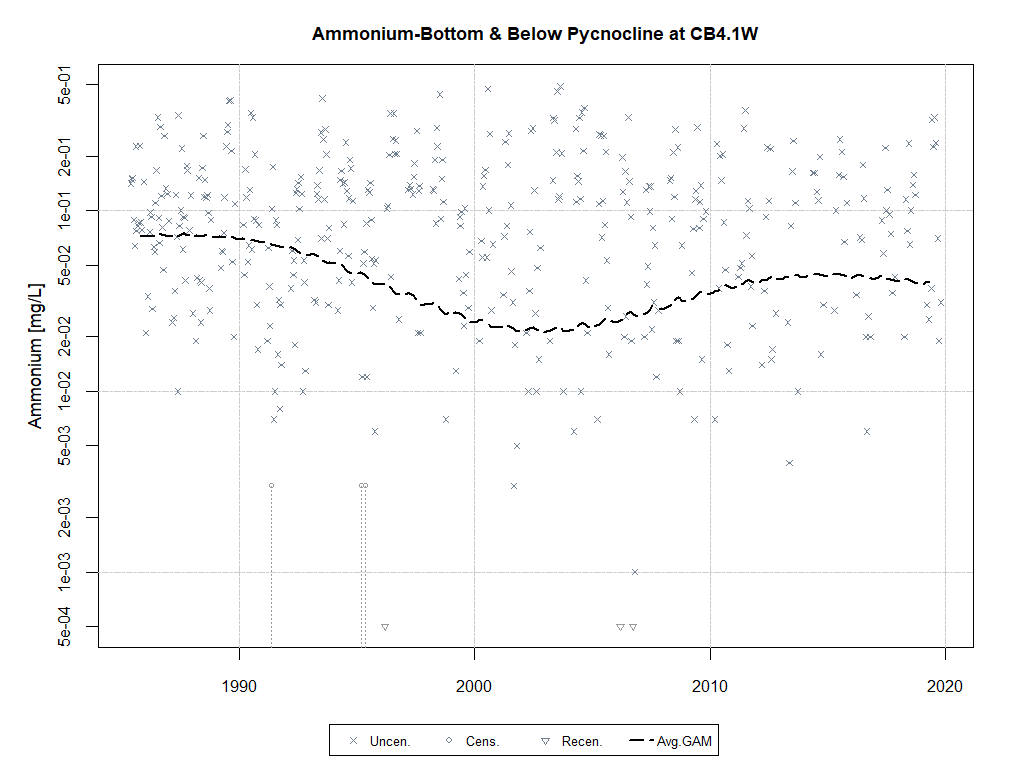 Ammonium-Bottom & Below Pycnocline at CB4.1W
Ammonium [mg/L]
5e-01
2e-01
1e-01
5e-02
2e-02
1e-02
5e-03
2e-03
1e-03
5e-04
1990 2000 2010 2020
Uncen. Cens. Recen. Avg.GAM